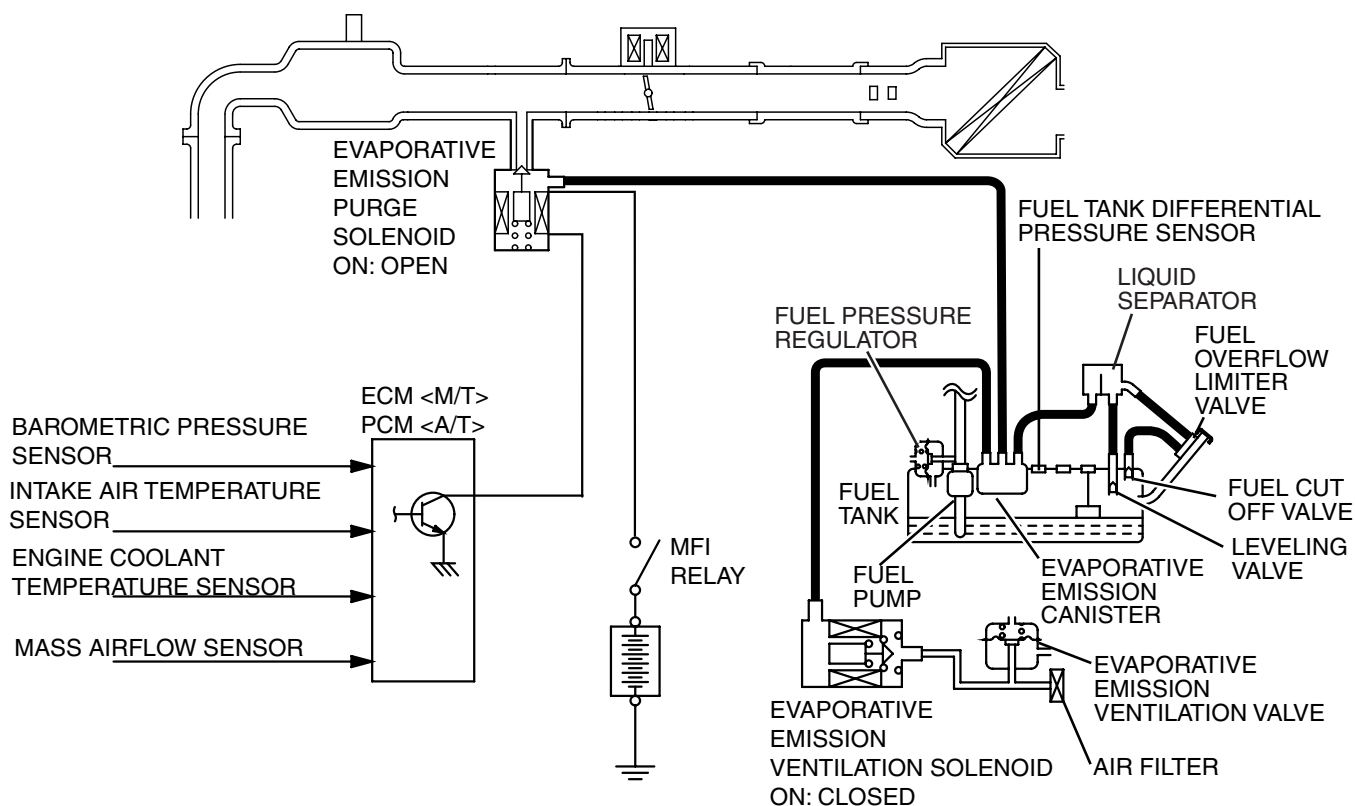 EVAPORATIVE
EMISSION
PURGE
SOLENOID
ON: OPEN
FUEL TANK DIFFERENTIAL
PRESSURE SENSOR
LIQUID
SEPARATOR
FUEL PRESSURE
REGULATOR
FUEL
OVERFLOW
LIMITER
VALVE
ECM <M/T>
PCM <A/T>
BAROMETRIC PRESSURE
SENSOR
INTAKE AIR TEMPERATURE
SENSOR
ENGINE COOLANT
TEMPERATURE SENSOR
MASS AIRFLOW SENSOR
MFI
RELAY
FUEL
TANK
FUEL
PUMP
FUEL CUT
OFF VALVE
LEVELING
VALVE
EVAPORATIVE
EMISSION
CANISTER
EVAPORATIVE
EMISSION
VENTILATION VALVE
EVAPORATIVE
EMISSION
VENTILATION SOLENOID
ON: CLOSED
AIR FILTER